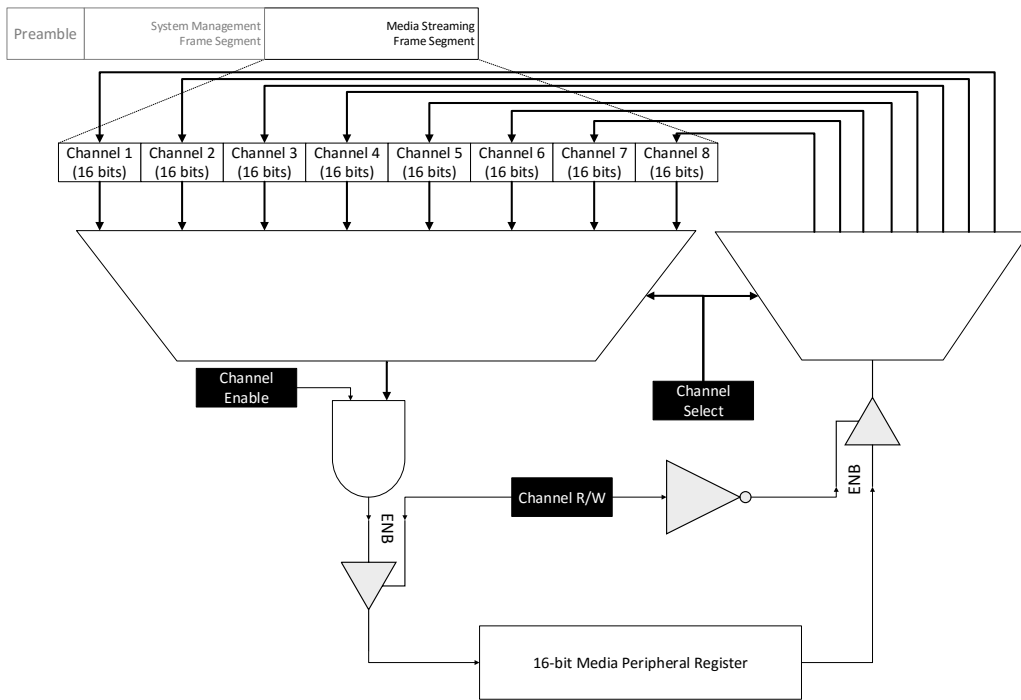 Preamble
System Management
Frame Segment
Media Streaming
Frame Segment
Channel 1
(16 bits)
Channel 2
(16 bits)
Channel 3
(16 bits)
Channel 4
(16 bits)
Channel 5
(16 bits)
Channel 6
(16 bits)
Channel 7
(16 bits)
Channel 8
(16 bits)
Channel
Enable
Channel
Select
Channel R/W
ENB
ENB
16-bit Media Peripheral Register